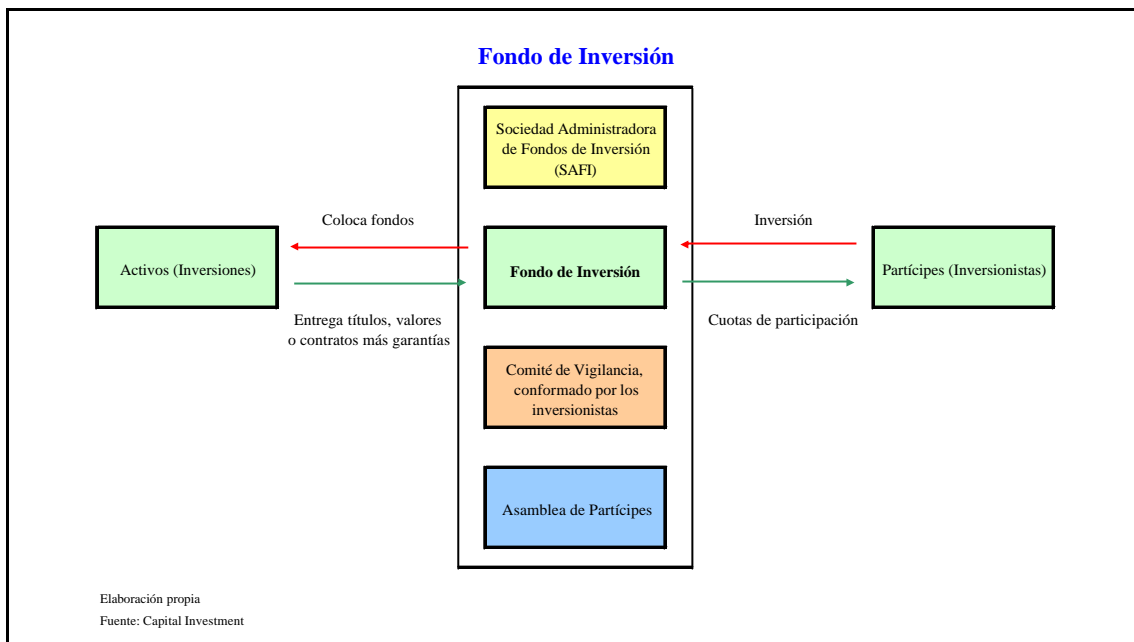 Fondo de Inversión
Sociedad Administradora
de Fondos de Inversión
(SAFI)
Coloca fondos
Inversión
Activos (Inversiones)
Fondo de Inversión
Partícipes (Inversionistas)
Entrega títulos, valores
o contratos más garantías
Cuotas de participación
Comité de Vigilancia,
conformado por los
inversionistas
Asamblea de Partícipes
Elaboración propia
Fuente: Capital Investment